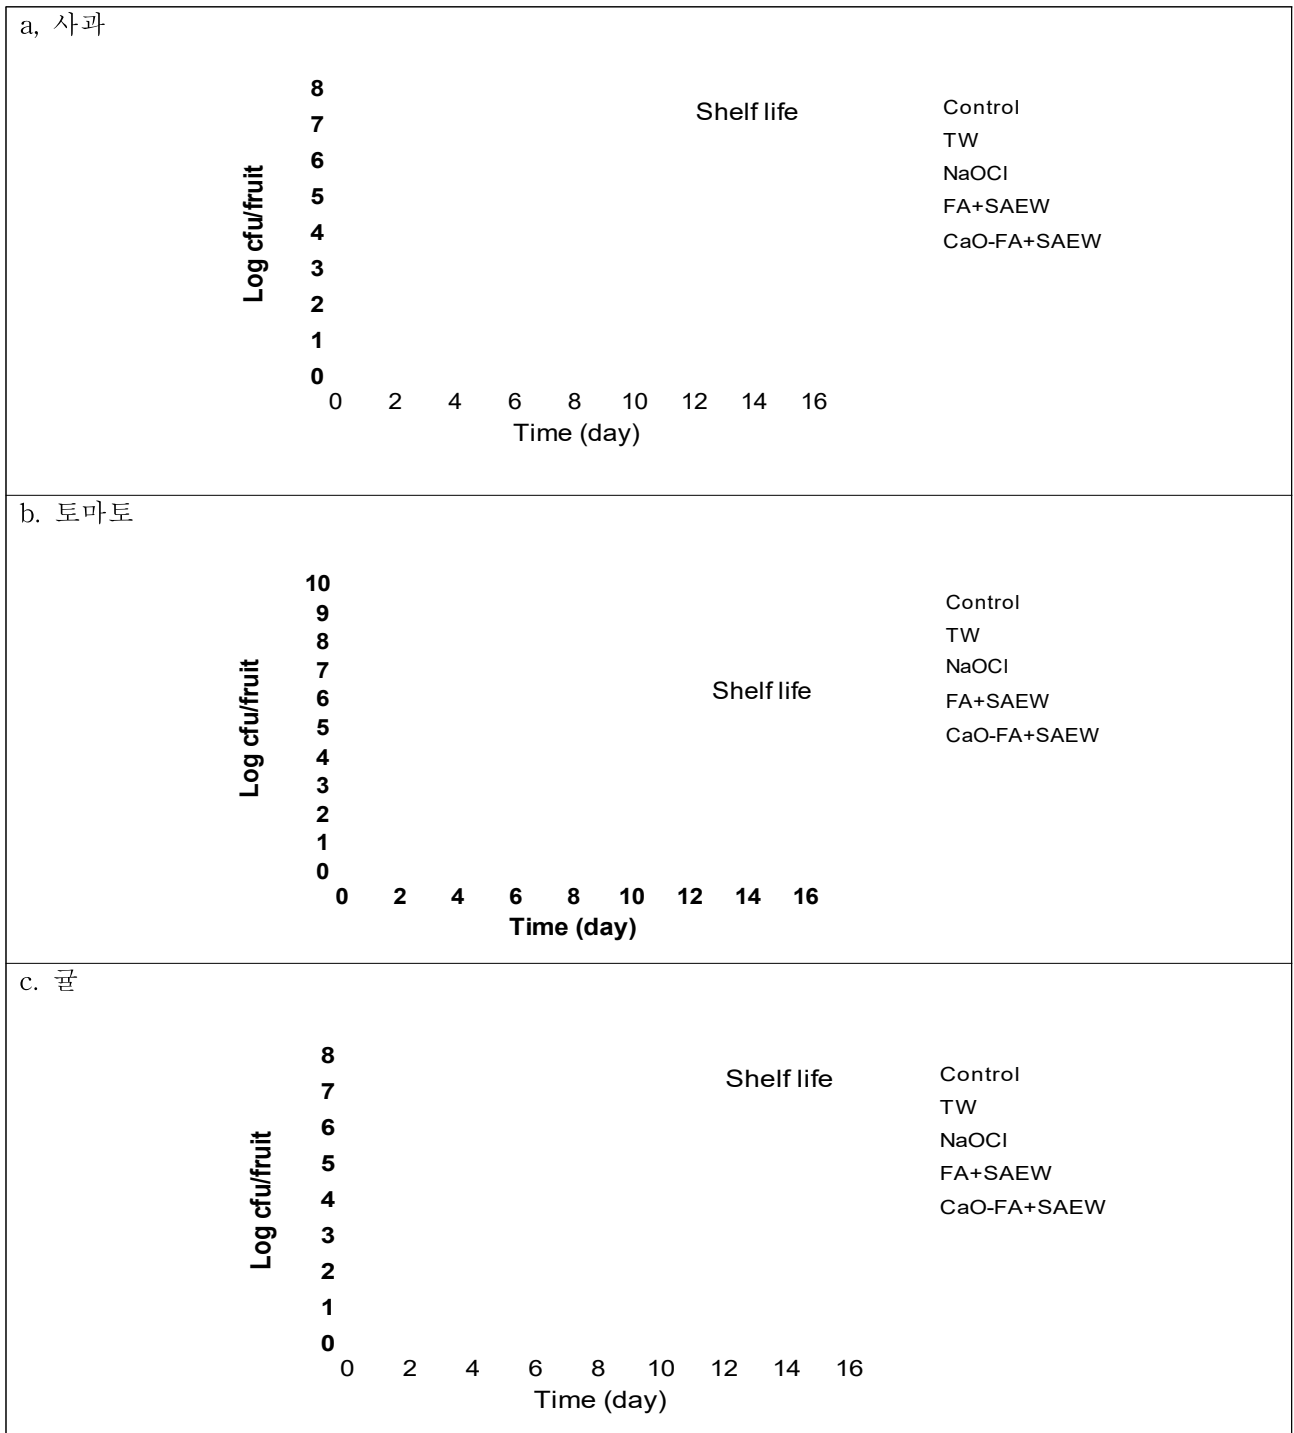 a, 사과
8
7
6
5
4
3
2
1
0
Log cfu/fruit
0 2 4 6 8 10 12 14 16
Time (day)
Shelf life
Control
TW
NaOCl
FA+SAEW
CaO-FA+SAEW
b. 토마토
10
9
8
7
6
5
4
3
2
1
0
Log cfu/fruit
0 2 4 6 8 10 12 14 16
Time (day)
Shelf life
Control
TW
NaOCl
FA+SAEW
CaO-FA+SAEW
c. 귤
8
7
6
5
4
3
2
1
0
Log cfu/fruit
0 2 4 6 8 10 12 14 16
Time (day)
Shelf life
Control
TW
NaOCl
FA+SAEW
CaO-FA+SAEW